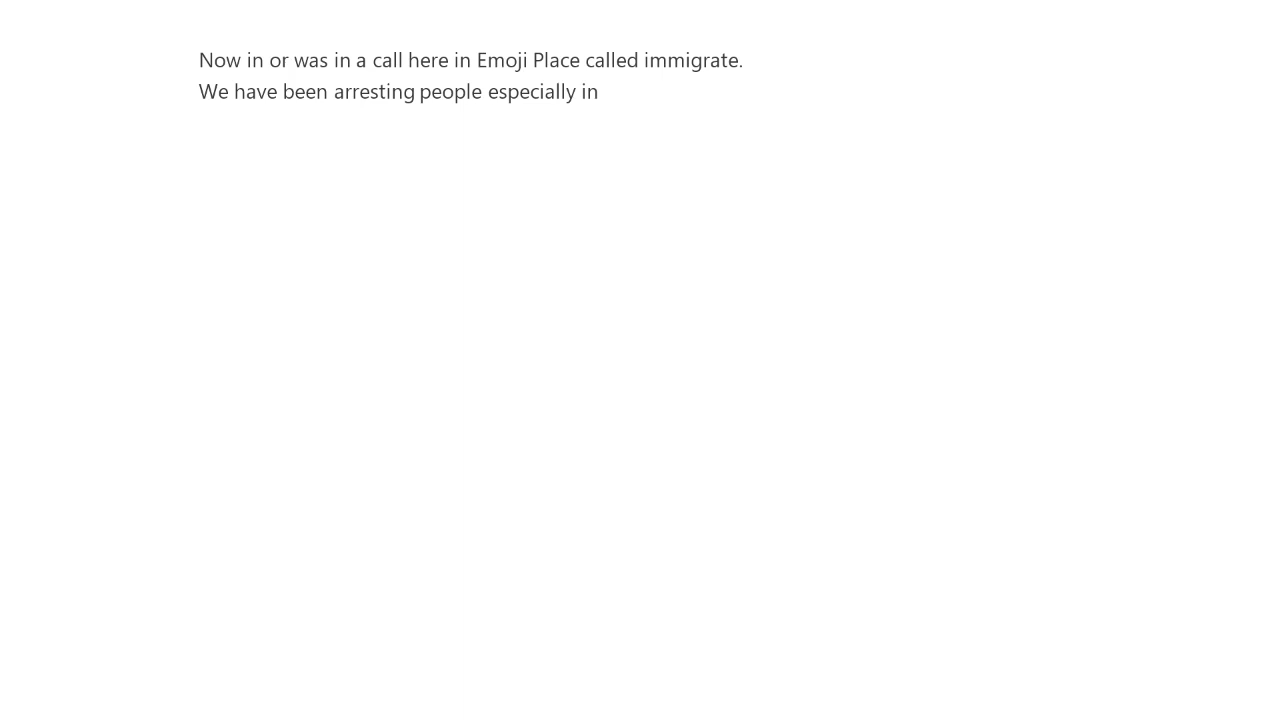 Now in or was in a call here in Emoji Place called immigrate.
We have been arresting people especially in